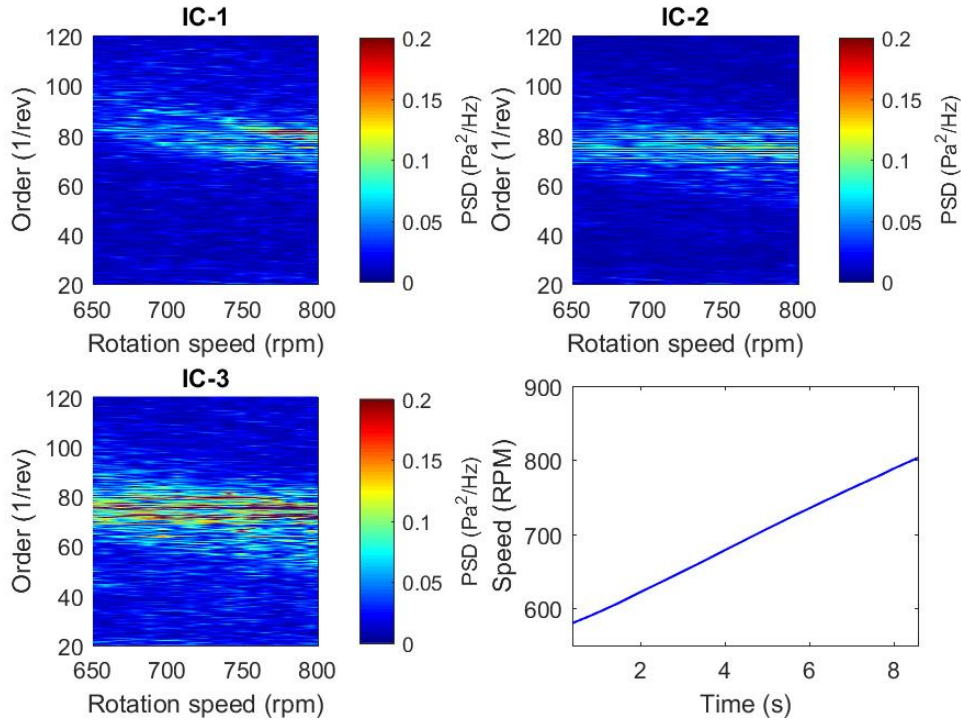 IC-1
120
100
80
60
40
20
Order (1/rev)
650 700 750 800
Rotation speed (rpm)
0.2
0.15
0.1
0.05
0
PSD (Pa²/Hz)
IC-2
120
100
80
60
40
20
Order (1/rev)
650 700 750 800
Rotation speed (rpm)
0.2
0.15
0.1
0.05
0
PSD (Pa²/Hz)
IC-3
120
100
80
60
40
20
Order (1/rev)
650 700 750 800
Rotation speed (rpm)
0.2
0.15
0.1
0.05
0
PSD (Pa²/Hz)
900
800
700
600
Speed (RPM)
2 4 6 8
Time (s)